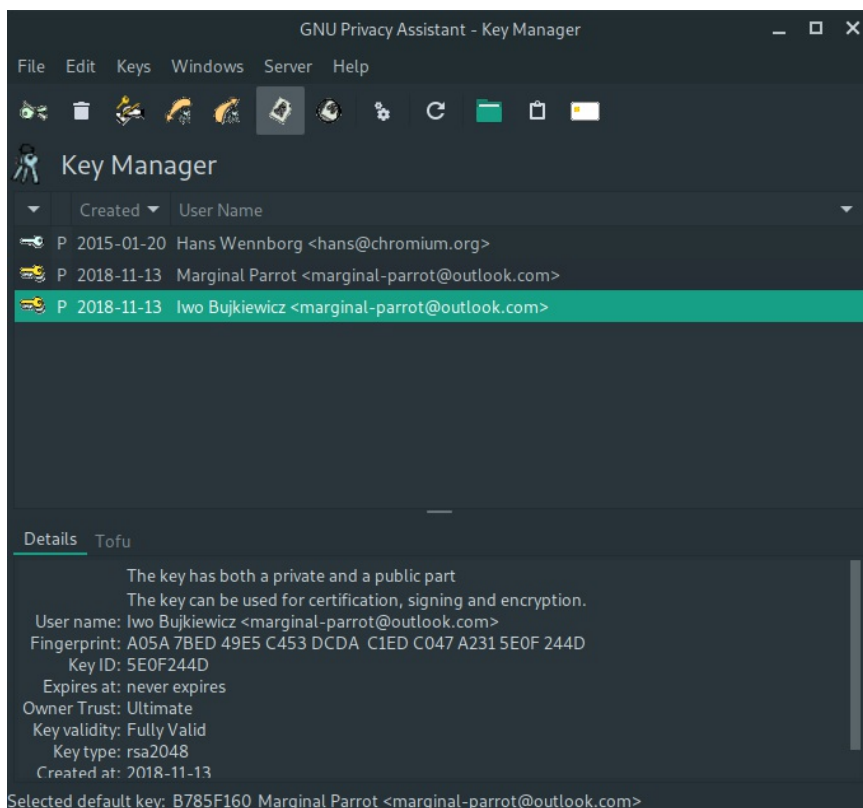 GNU Privacy Assistant - Key Manager
File Edit Keys Windows Server Help
Key Manager
Created User Name
P 2015-01-20 Hans Wennborg <hans@chromium.org>
P 2018-11-13 Marginal Parrot <marginal-parrot@outlook.com>
P 2018-11-13 Iwo Bujkiewicz <marginal-parrot@outlook.com>
Details Tofu
The key has both a private and a public part
The key can be used for certification, signing and encryption.
User name: Iwo Bujkiewicz <marginal-parrot@outlook.com>
Fingerprint: A05A 7BED 49E5 C453 DCDA C1ED C047 A231 5E0F 244D
Key ID: 5E0F244D
Expires at: never expires
Owner Trust: Ultimate
Key validity: Fully Valid
Key type: rsa2048
Created at: 2018-11-13
Selected default key: B785F160 Marginal Parrot <marginal-parrot@outlook.com>